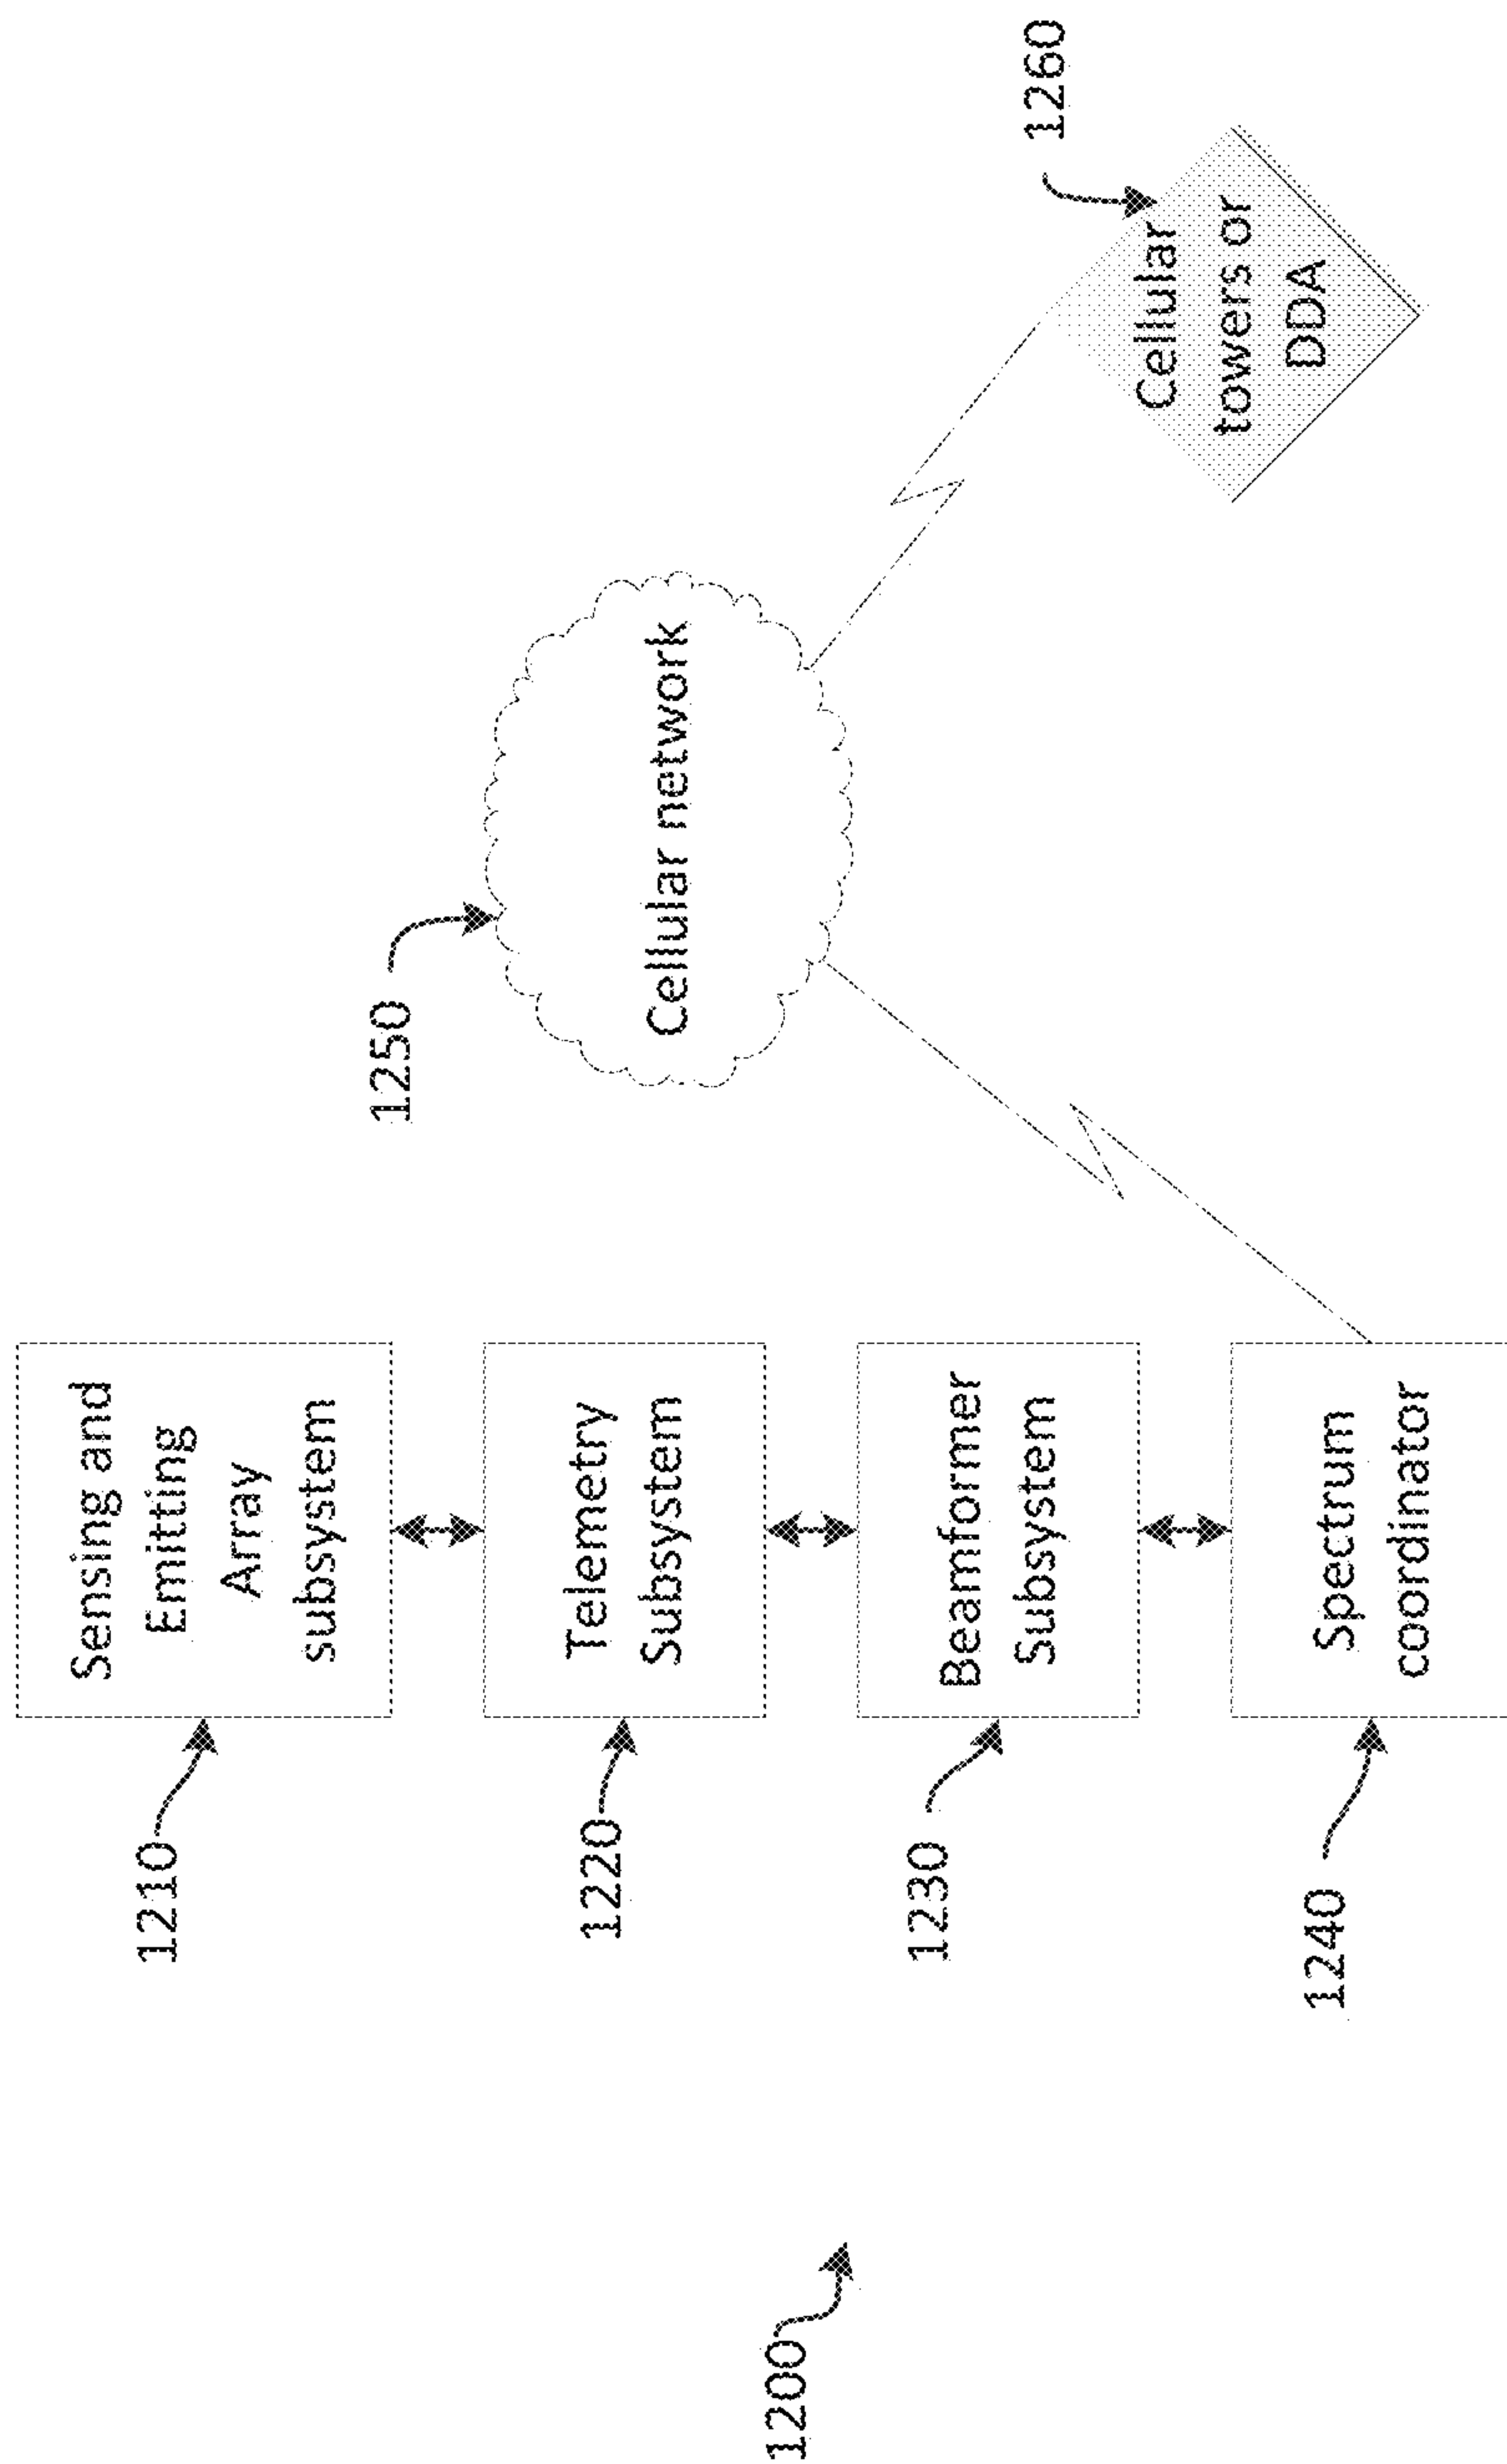 1200
1210
Sensing and
Emitting
Array
subsystem
1220
Telemetry
Subsystem
1230
Beamformer
Subsystem
1240
Spectrum
coordinator
1250
Cellular network
1260
Cellular
towers or
DDA